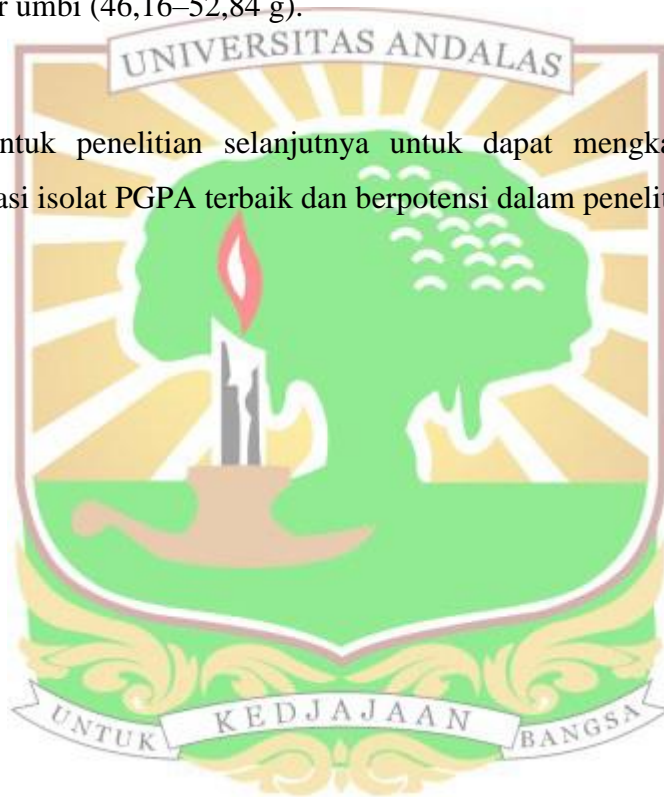 r umbi (46,16–52,84 g).
UNIVERSITAS ANDALAS
ntuk penelitian selanjutnya untuk dapat mengka
asi isolat PGPA terbaik dan berpotensi dalam penelit
UNTUK KEDJAJAAN BANGSA